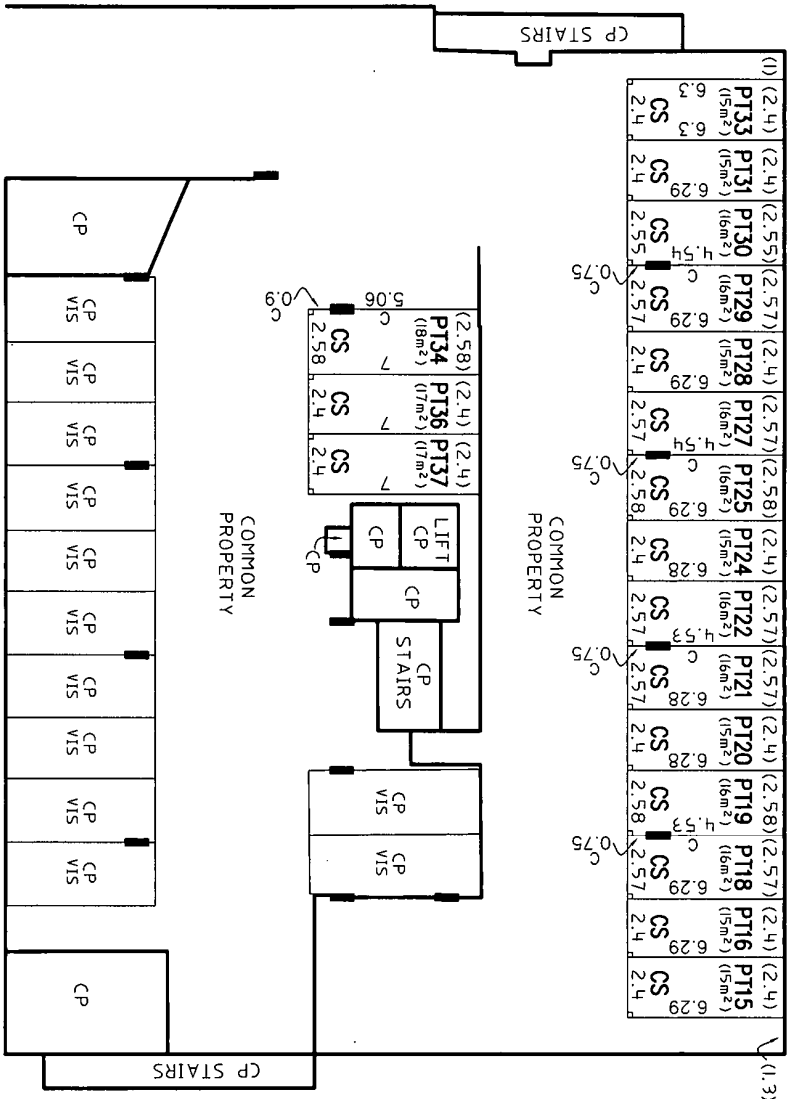 CP STAIRS
(1)
(2.4)
PT33
(15m²)
6.3
6.3
CS
2.4
(2.4)
PT31
(15m²)
6.29
CS
2.4
(2.55)
PT30
(16m²)
4.54
C
CS
2.55
0.75
C
(2.57)
PT29
(16m²)
6.29
CS
2.57
(2.4)
PT28
(15m²)
6.29
CS
2.4
(2.57)
PT27
(16m²)
4.54
C
CS
2.57
0.75
C
(2.58)
PT25
(16m²)
6.29
CS
2.58
(2.4)
PT24
(15m²)
6.28
CS
2.4
(2.57)
PT22
(16m²)
4.53
C
CS
2.57
0.75
C
(2.57)
PT21
(16m²)
6.28
CS
2.57
(2.4)
PT20
(15m²)
6.28
CS
2.4
(2.58)
PT19
(16m²)
4.53
C
CS
2.58
0.75
C
(2.57)
PT18
(16m²)
6.29
CS
2.57
(2.4)
PT16
(15m²)
6.29
CS
2.4
(2.4)
PT15
(15m²)
6.29
CS
2.4
(1.3)
COMMON
PROPERTY
(2.58)
PT34
(18m²)
5.06
C
7
CS
2.58
0.9
C
(2.4)
PT36
(17m²)
7
CS
2.4
(2.4)
PT37
(17m²)
7
CS
2.4
LIFT
CP
CP
CP
CP
CP
STAIRS
CP
VIS
CP
VIS
COMMON
PROPERTY
CP
CP
VIS
CP
VIS
CP
VIS
CP
VIS
CP
VIS
CP
VIS
CP
VIS
CP
VIS
CP
VIS
CP
VIS
CP
CP STAIRS